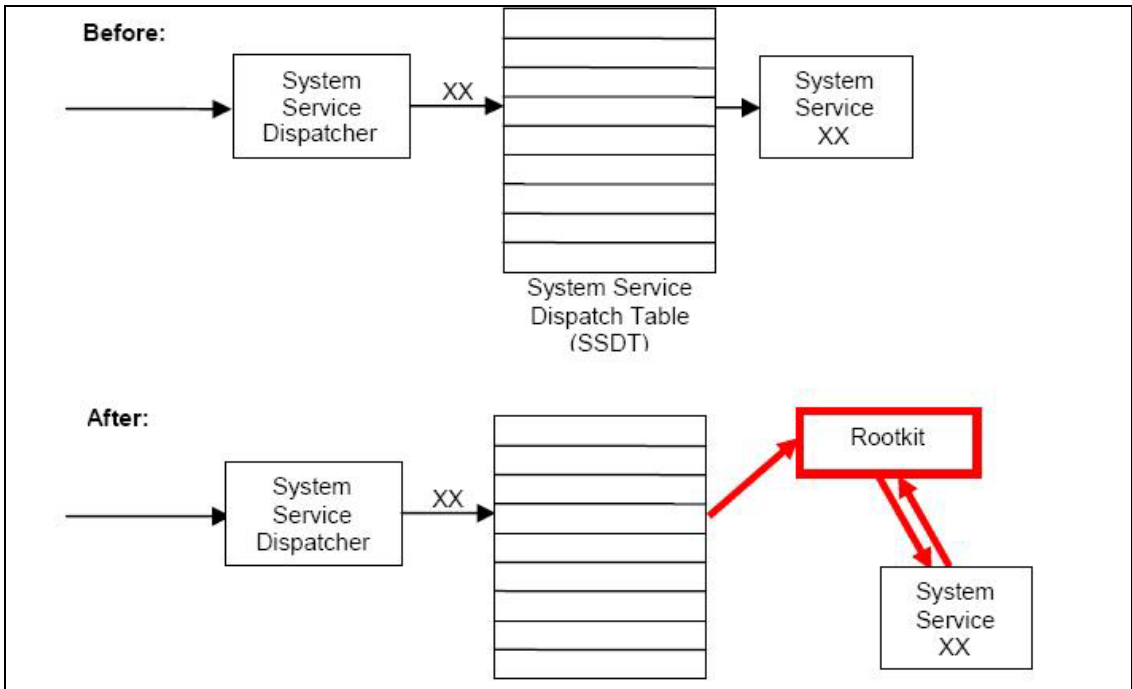 Before:
System
Service
Dispatcher
XX
System
Service
XX
System Service
Dispatch Table
(SSDT)
After:
System
Service
Dispatcher
XX
Rootkit
System
Service
XX